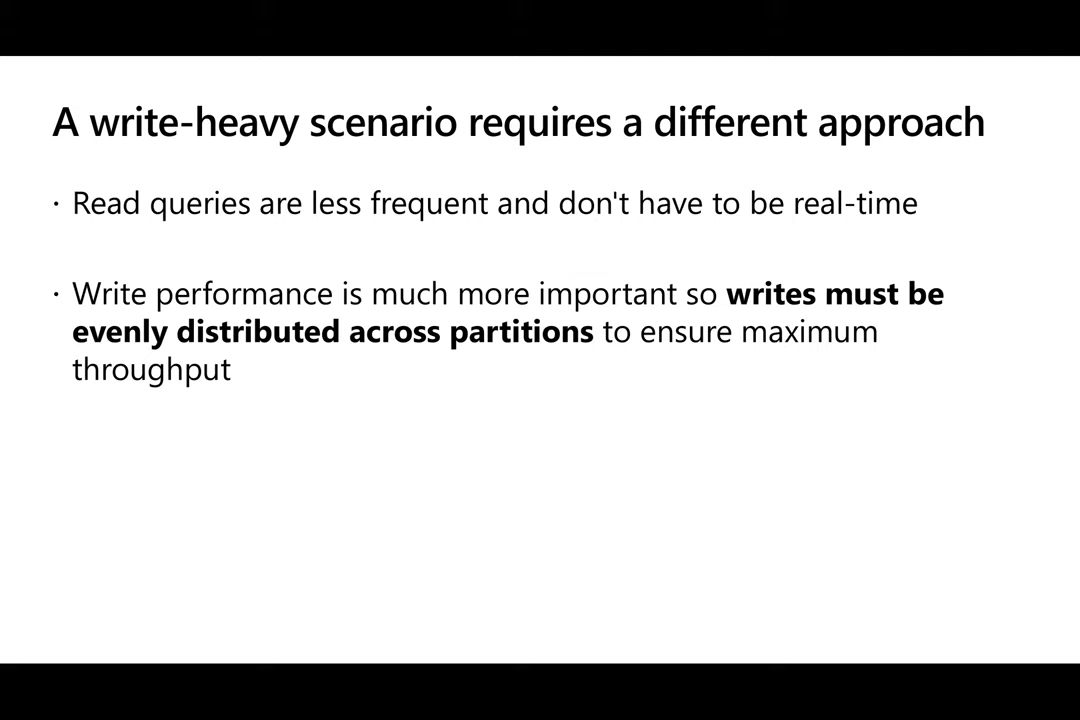 A write-heavy scenario requires a different approach
· Read queries are less frequent and don't have to be real-time
· Write performance is much more important so writes must be
evenly distributed across partitions to ensure maximum
throughput